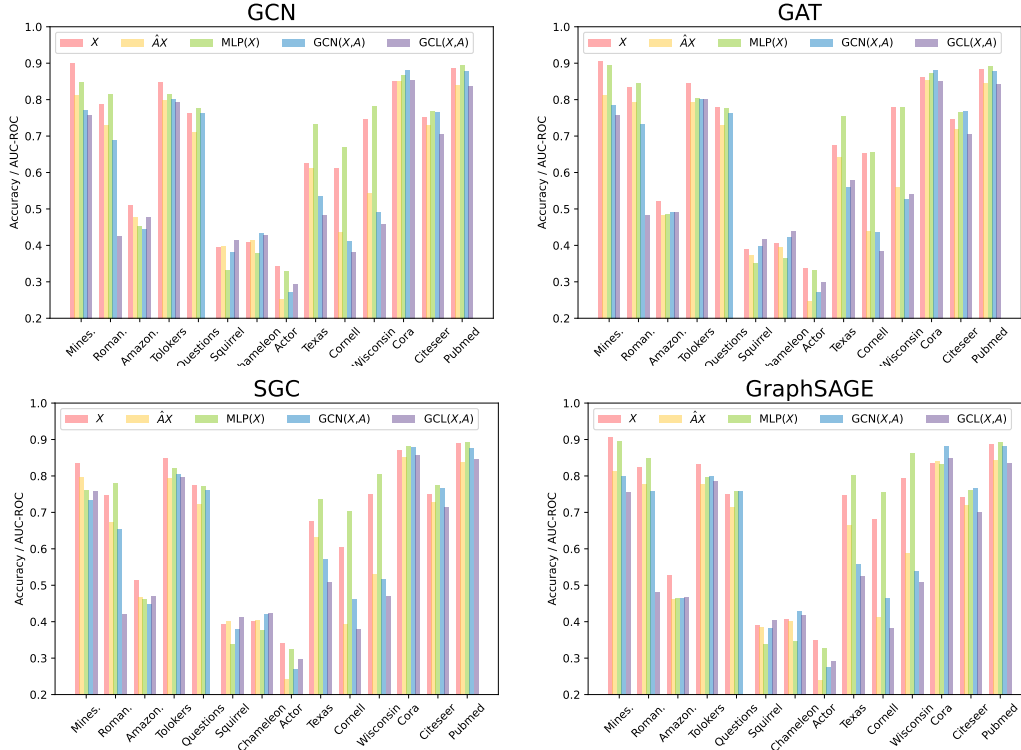 GCN
X ÂX MLP(X) GCN(X,A) GCL(X,A)
Accuracy / AUC-ROC
1.0
0.9
0.8
0.7
0.6
0.5
0.4
0.3
0.2
Mines. Roman. Amazon. Tolokers Questions Squirrel Chameleon Actor Texas Cornell Wisconsin Cora Citeseer Pubmed
GAT
X ÂX MLP(X) GCN(X,A) GCL(X,A)
Accuracy / AUC-ROC
1.0
0.9
0.8
0.7
0.6
0.5
0.4
0.3
0.2
Mines. Roman. Amazon. Tolokers Questions Squirrel Chameleon Actor Texas Cornell Wisconsin Cora Citeseer Pubmed
SGC
X ÂX MLP(X) GCN(X,A) GCL(X,A)
Accuracy / AUC-ROC
1.0
0.9
0.8
0.7
0.6
0.5
0.4
0.3
0.2
Mines. Roman. Amazon. Tolokers Questions Squirrel Chameleon Actor Texas Cornell Wisconsin Cora Citeseer Pubmed
GraphSAGE
X ÂX MLP(X) GCN(X,A) GCL(X,A)
Accuracy / AUC-ROC
1.0
0.9
0.8
0.7
0.6
0.5
0.4
0.3
0.2
Mines. Roman. Amazon. Tolokers Questions Squirrel Chameleon Actor Texas Cornell Wisconsin Cora Citeseer Pubmed